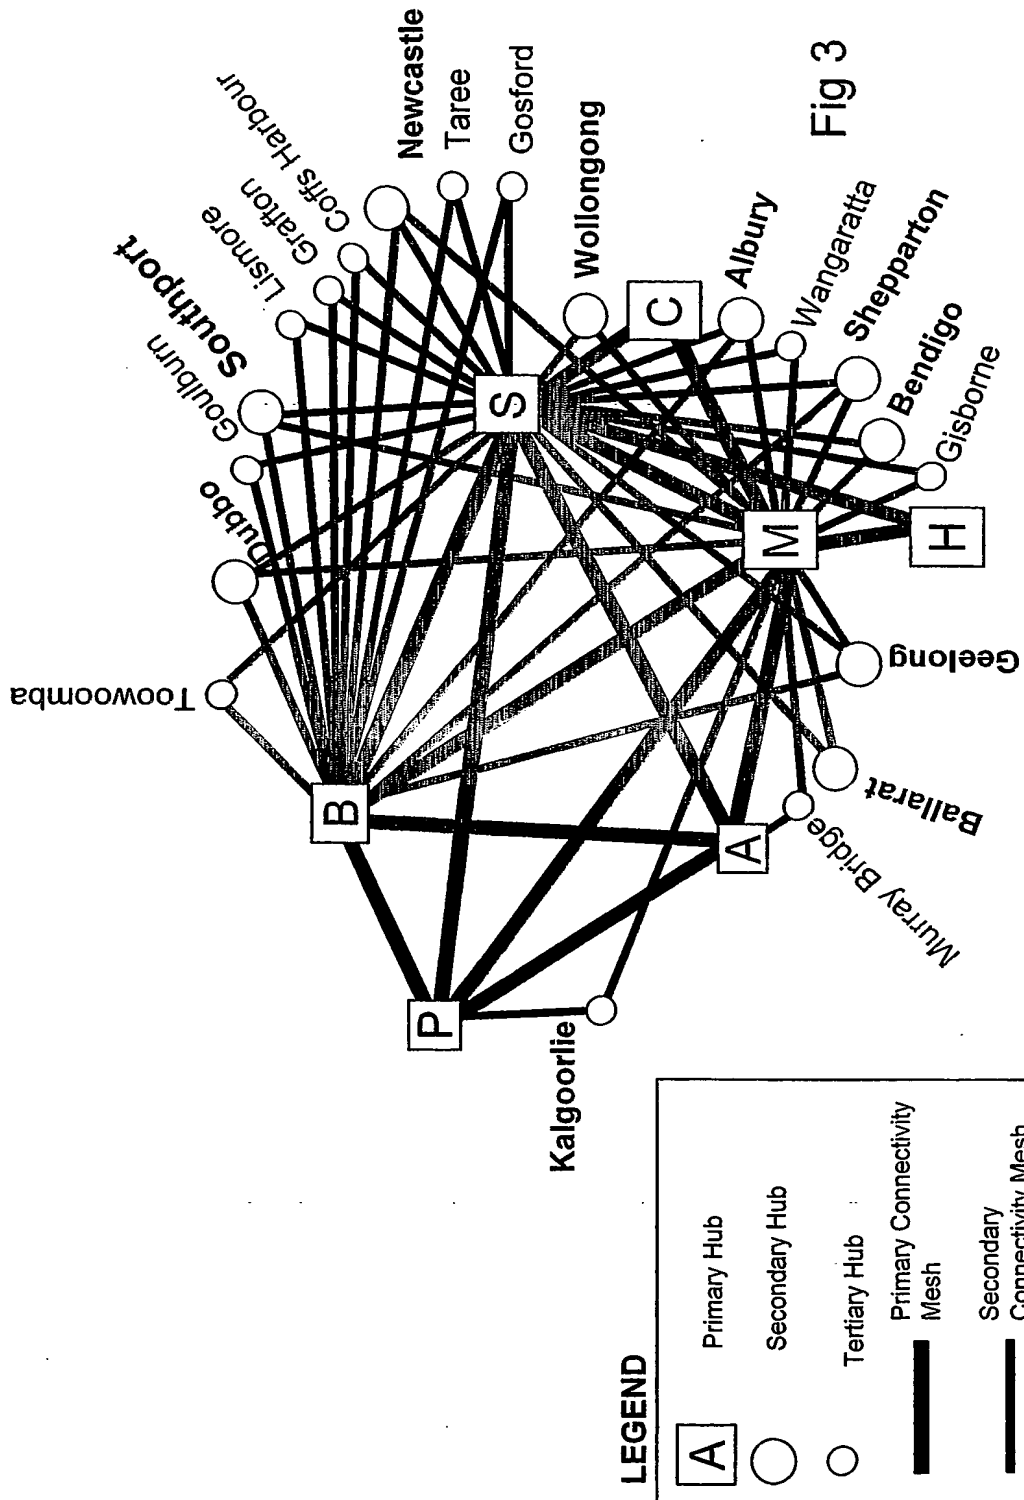 Fig 3
Newcastle
Taree
Gosford
Coffs Harbour
Grafton
Lismore
Southport
Goulburn
Dubbo
Toowoomba
Wollongong
Albury
Wangaratta
Shepparton
Bendigo
Gisborne
Geelong
Ballarat
Murray Bridge
Kalgoorlie
S
C
M
H
B
A
P
LEGEND
A
Primary Hub
Secondary Hub
Tertiary Hub
Primary Connectivity
Mesh
Secondary
Connectivity Mesh